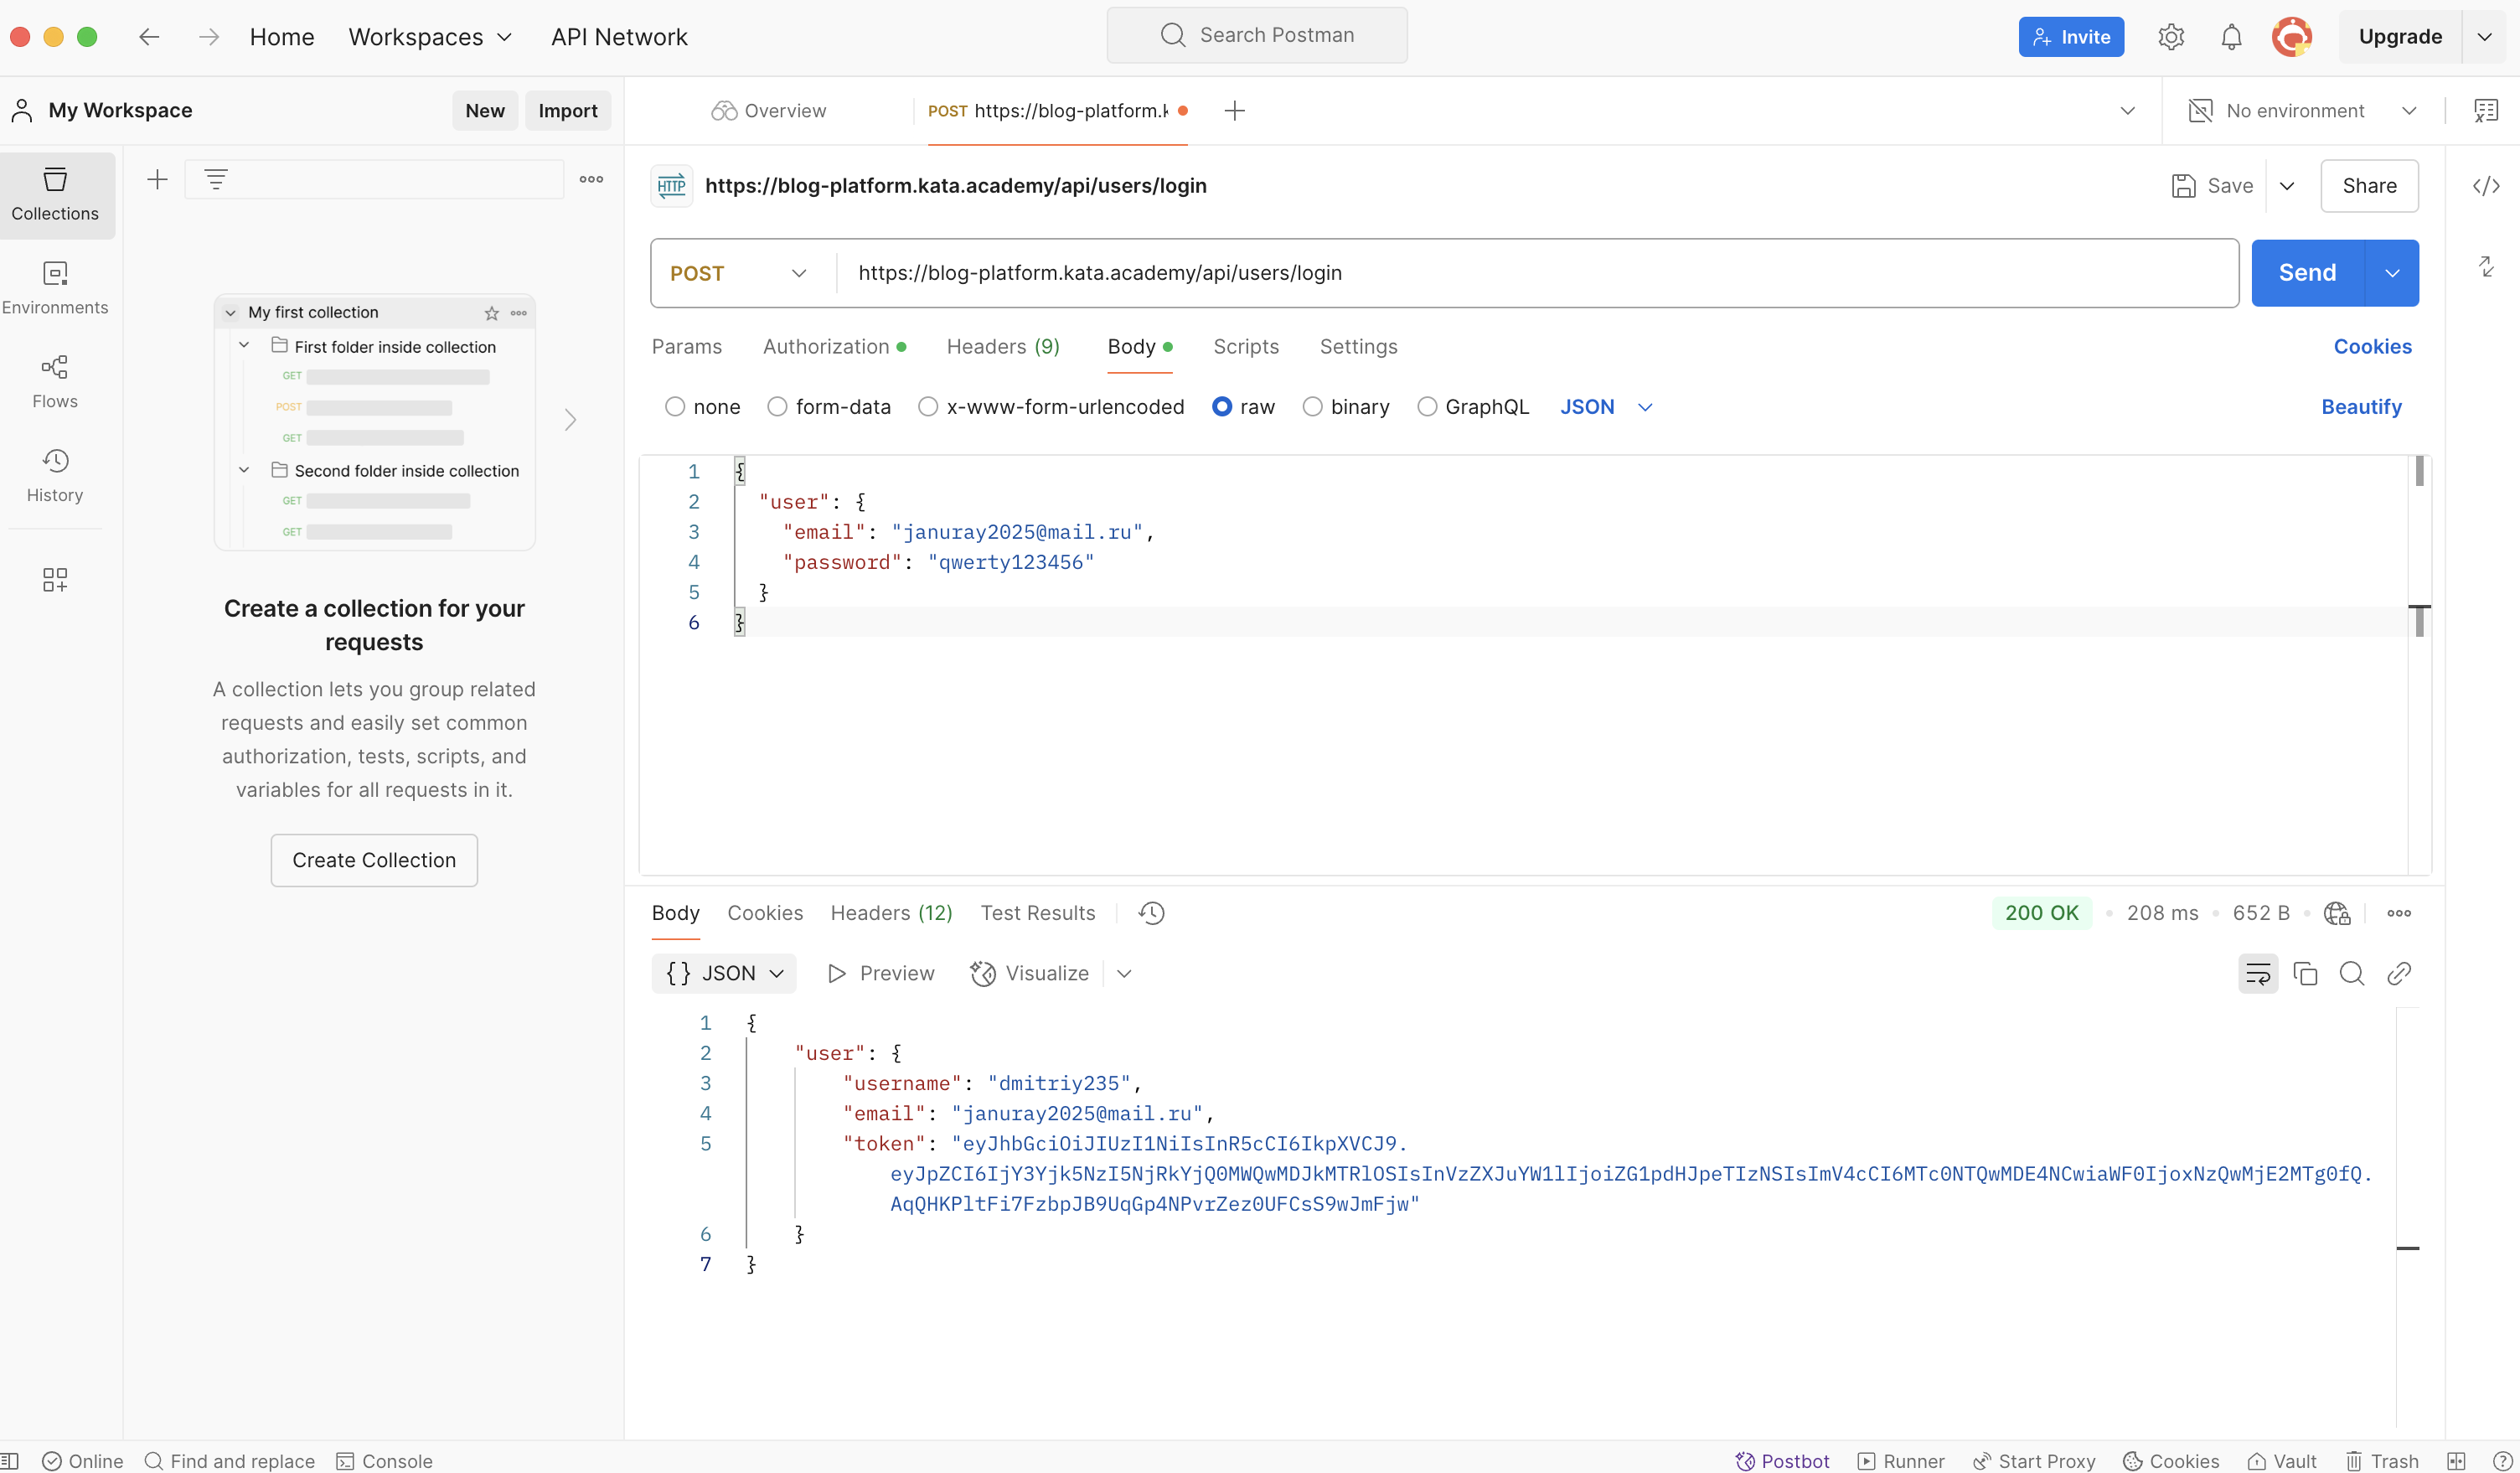 Home Workspaces API Network Search Postman Invite Upgrade
My Workspace New Import Overview POST https://blog-platform.k No environment
Collections
Environments
Flows
History
My first collection
First folder inside collection
GET
POST
GET
Second folder inside collection
GET
GET
Create a collection for your
requests
A collection lets you group related
requests and easily set common
authorization, tests, scripts, and
variables for all requests in it.
Create Collection
HTTP https://blog-platform.kata.academy/api/users/login Save Share
POST https://blog-platform.kata.academy/api/users/login Send
Params Authorization Headers (9) Body Scripts Settings Cookies
none form-data x-www-form-urlencoded raw binary GraphQL JSON Beautify
1 {
2 "user": {
3 "email": "januray2025@mail.ru",
4 "password": "qwerty123456"
5 }
6 }
Body Cookies Headers (12) Test Results 200 OK 208 ms 652 B
{} JSON Preview Visualize
1 {
2 "user": {
3 "username": "dmitriy235",
4 "email": "januray2025@mail.ru",
5 "token": "eyJhbGciOiJIUzI1NiIsInR5cCI6IkpXVCJ9.
eyJpZCI6IjY3Yjk5NzI5NjRkYjQ0MWQwMDJkMTRlOSIsInVzZXJuYW1lIjoiZG1pdHJpeTIzNSIsImV4cCI6MTc0NTQwMDE4NCwiaWF0IjoxNzQwMjE2MTg0fQ.
AqQHKPltFi7FzbpJB9UqGp4NPvrZez0UFCsS9wJmFjw"
6 }
7 }
Online Find and replace Console Postbot Runner Start Proxy Cookies Vault Trash